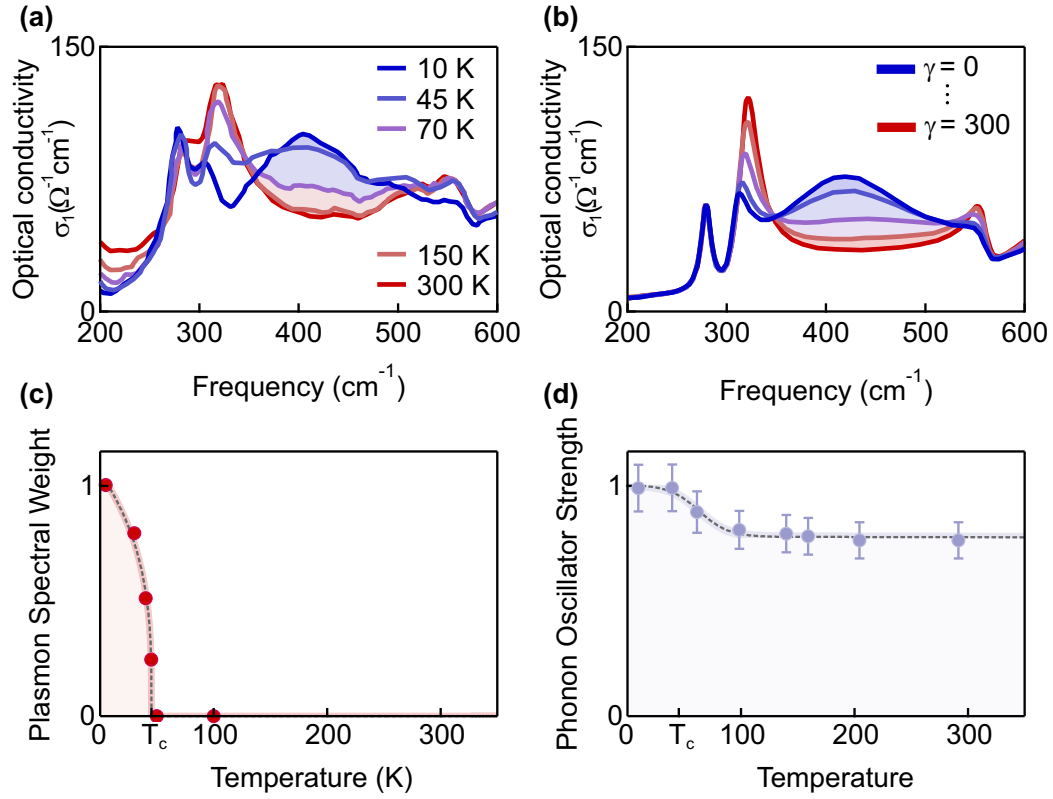 (a)
150
0
Optical conductivity
σ₁(Ω⁻¹cm⁻¹)
10 K
45 K
70 K
150 K
300 K
200 300 400 500 600
Frequency (cm⁻¹)
(b)
150
0
Optical conductivity
σ₁(Ω⁻¹cm⁻¹)
γ = 0
⋮
γ = 300
200 300 400 500 600
Frequency (cm⁻¹)
(c)
Plasmon Spectral Weight
1
0
0 T_c 100 200 300
Temperature (K)
(d)
Phonon Oscillator Strength
1
0
0 T_c 100 200 300
Temperature